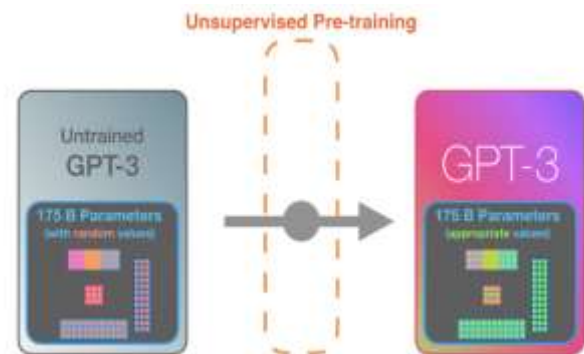 Unsupervised Pre-training
Untrained
GPT-3
175 B Parameters
(with random values)
GPT-3
175 B Parameters
(appropriate values)